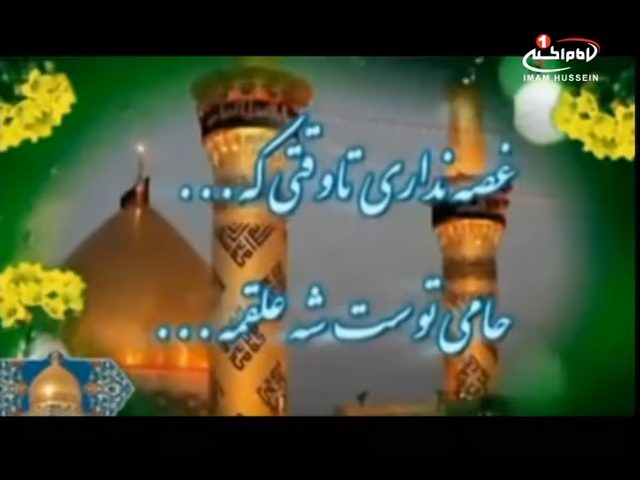 1
امام حسین
IMAM HUSSEIN
غصه نداری تا وقتی که...
حامی توست شه علقمه...